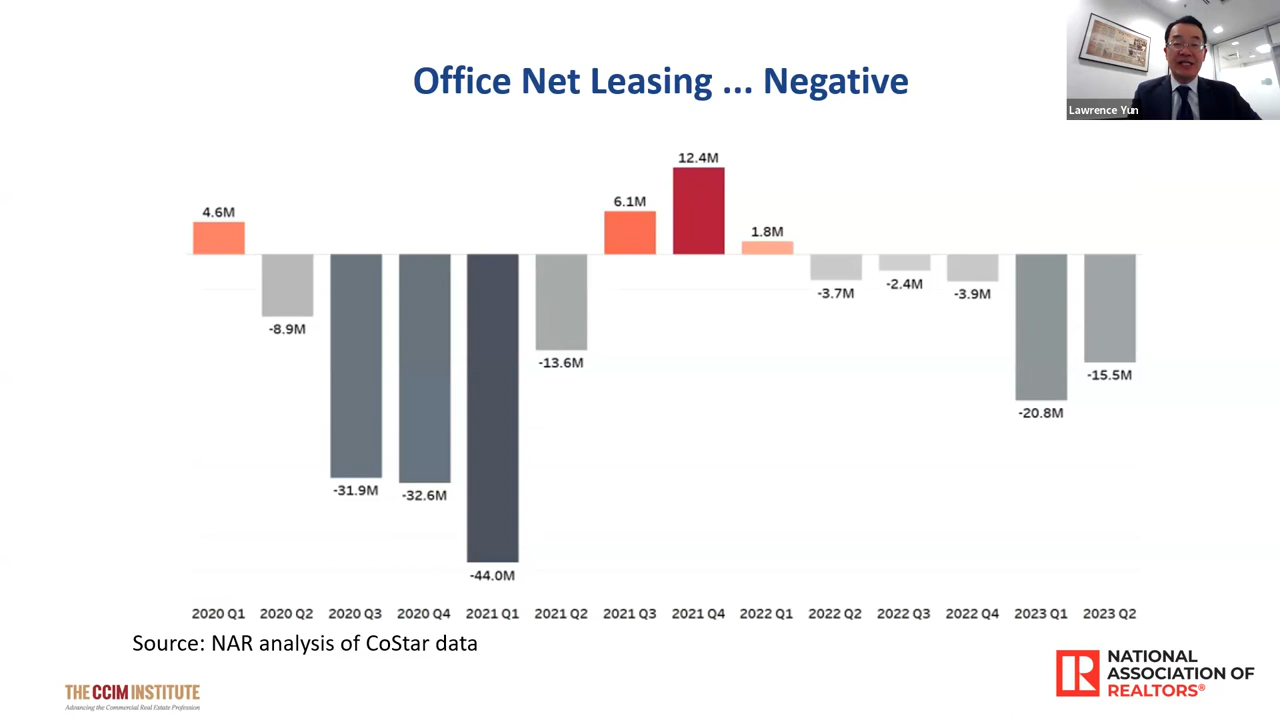 Office Net Leasing ... Negative
Lawrence Yun
12.4M
6.1M
4.6M
1.8M
-3.7M
-2.4M
-3.9M
-8.9M
-13.6M
-15.5M
-20.8M
-31.9M
-32.6M
-44.0M
2020 Q1 2020 Q2 2020 Q3 2020 Q4 2021 Q1 2021 Q2 2021 Q3 2021 Q4 2022 Q1 2022 Q2 2022 Q3 2022 Q4 2023 Q1 2023 Q2
Source: NAR analysis of CoStar data
THE CCIM INSTITUTE
Advancing the Commercial Real Estate Profession
NATIONAL
ASSOCIATION OF
REALTORS®